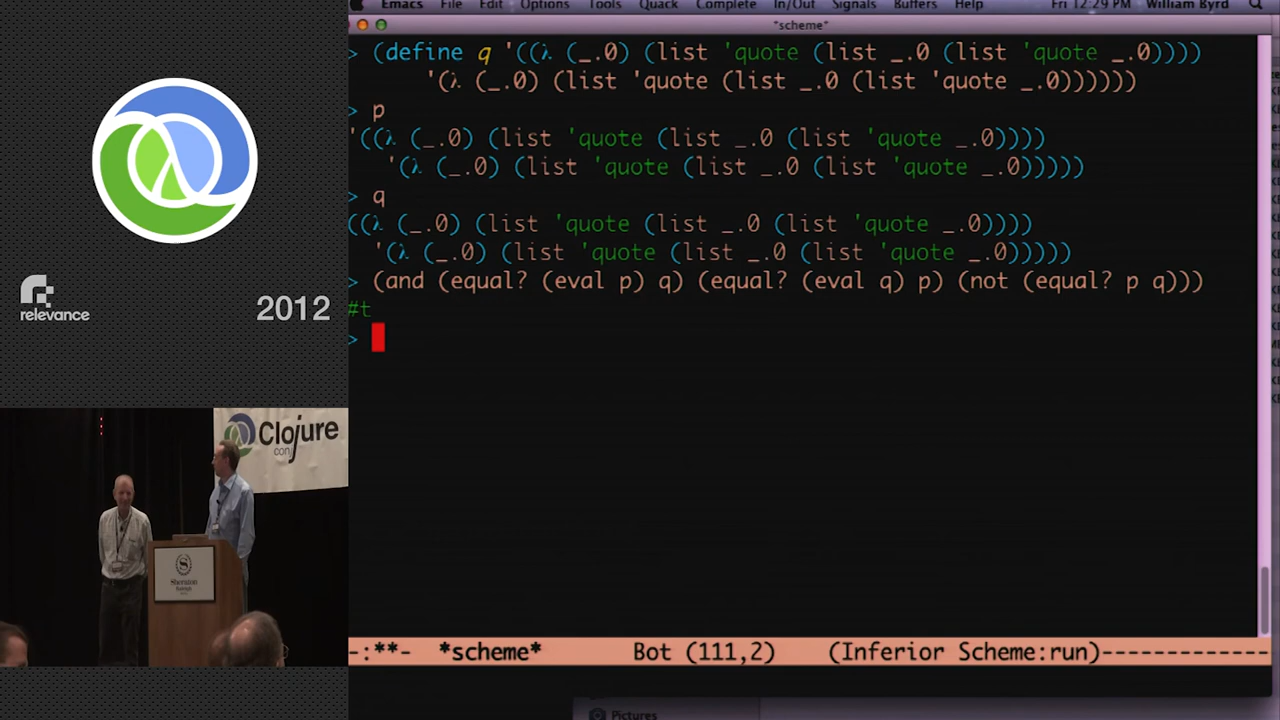 Emacs File Edit Options Tools Quack Complete In/Out Signals Buffers Help Fri 12:29 PM William Byrd
*scheme*
> (define q '((λ (_.0) (list 'quote (list _.0 (list 'quote _.0))))
'(λ (_.0) (list 'quote (list _.0 (list 'quote _.0))))))
> p
'((λ (_.0) (list 'quote (list _.0 (list 'quote _.0))))
'(λ (_.0) (list 'quote (list _.0 (list 'quote _.0)))))
> q
((λ (_.0) (list 'quote (list _.0 (list 'quote _.0))))
'(λ (_.0) (list 'quote (list _.0 (list 'quote _.0)))))
> (and (equal? (eval p) q) (equal? (eval q) p) (not (equal? p q)))
#t
>
-:**- *scheme* Bot (111,2) (Inferior Scheme:run)-------------
Pictures
relevance
2012
Clojure
conj
Sheraton